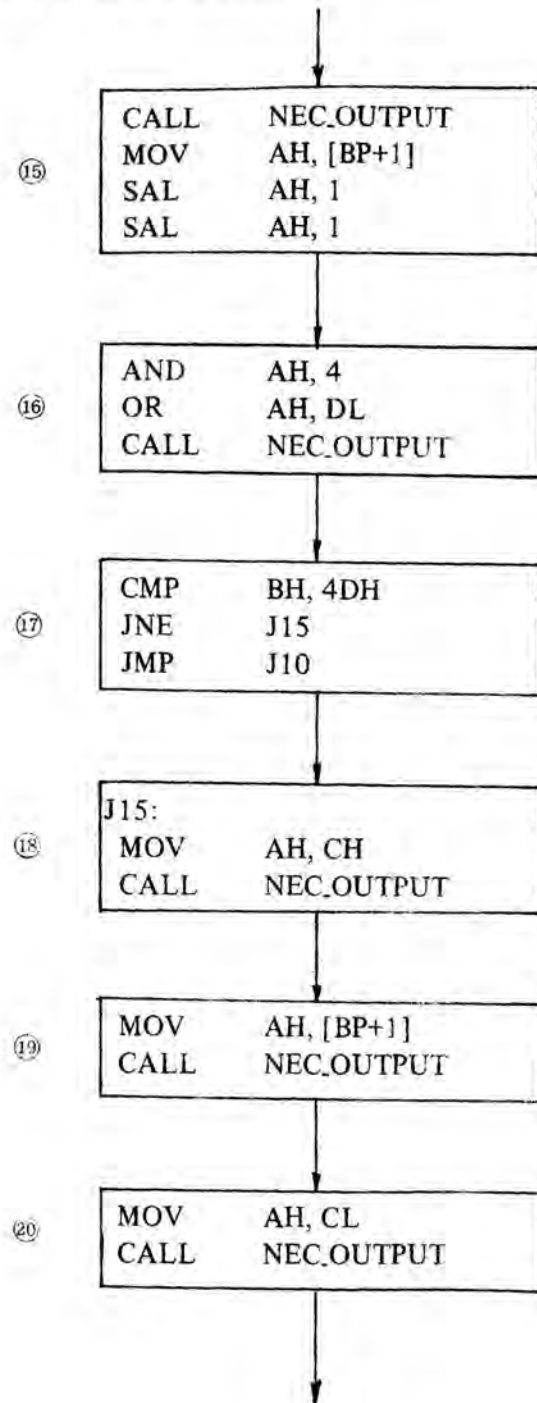 ⑮
CALL NEC_OUTPUT
MOV AH, [BP+1]
SAL AH, 1
SAL AH, 1
⑯
AND AH, 4
OR AH, DL
CALL NEC_OUTPUT
⑰
CMP BH, 4DH
JNE J15
JMP J10
⑱
J15:
MOV AH, CH
CALL NEC_OUTPUT
⑲
MOV AH, [BP+1]
CALL NEC_OUTPUT
⑳
MOV AH, CL
CALL NEC_OUTPUT